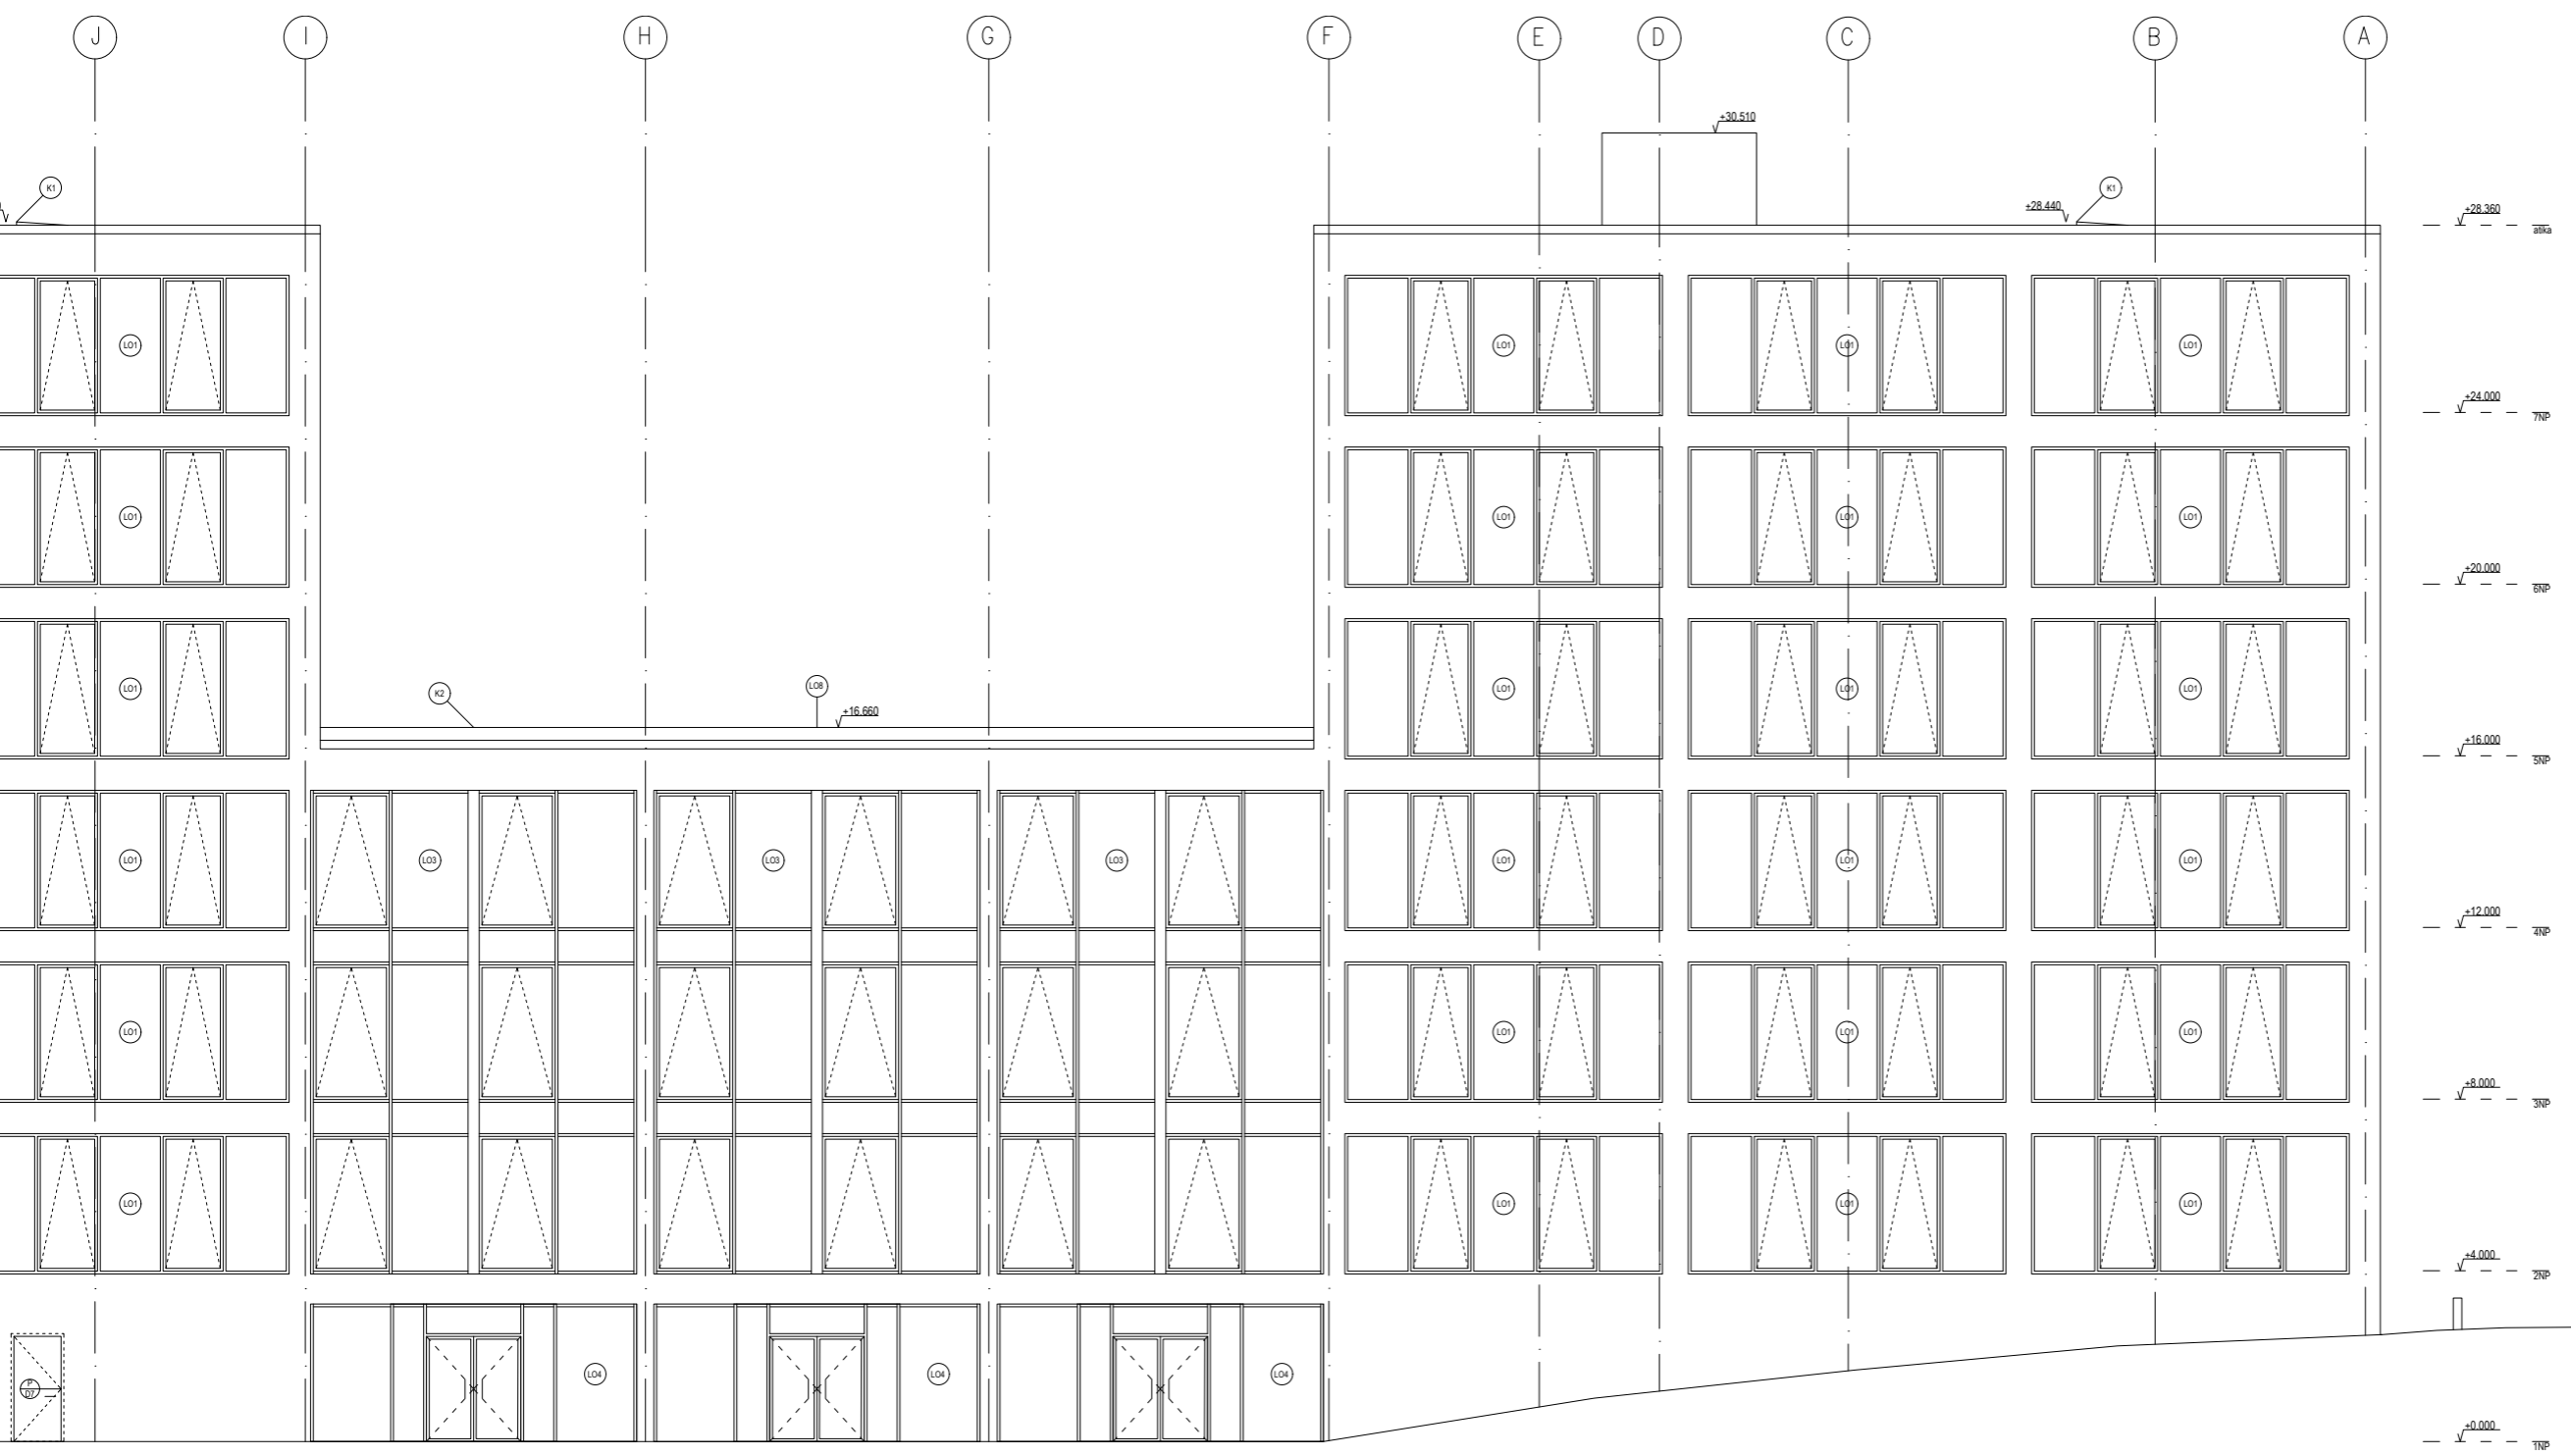 J I H G F E D C B A
+30.510
K1 K1
+28.440 +28.360
atika
LO1 LO1 LO1 LO1
+24.000
7NP
LO1 LO1 LO1 LO1
+20.000
6NP
LO1 LO1 LO1 LO1
K2 LO8
+16.660
+16.000
5NP
LO1 LO3 LO3 LO3 LO1 LO1 LO1
+12.000
4NP
LO1 LO1 LO1 LO1
+8.000
3NP
LO1 LO1 LO1 LO1
+4.000
2NP
LO4 LO4 LO4
P
D7
+0.000
1NP